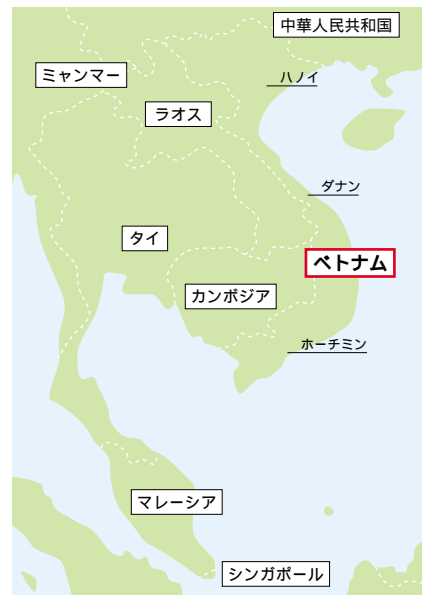 中華人民共和国
ミャンマー
ハノイ
ラオス
ダナン
タイ
ベトナム
カンボジア
ホーチミン
マレーシア
シンガポール